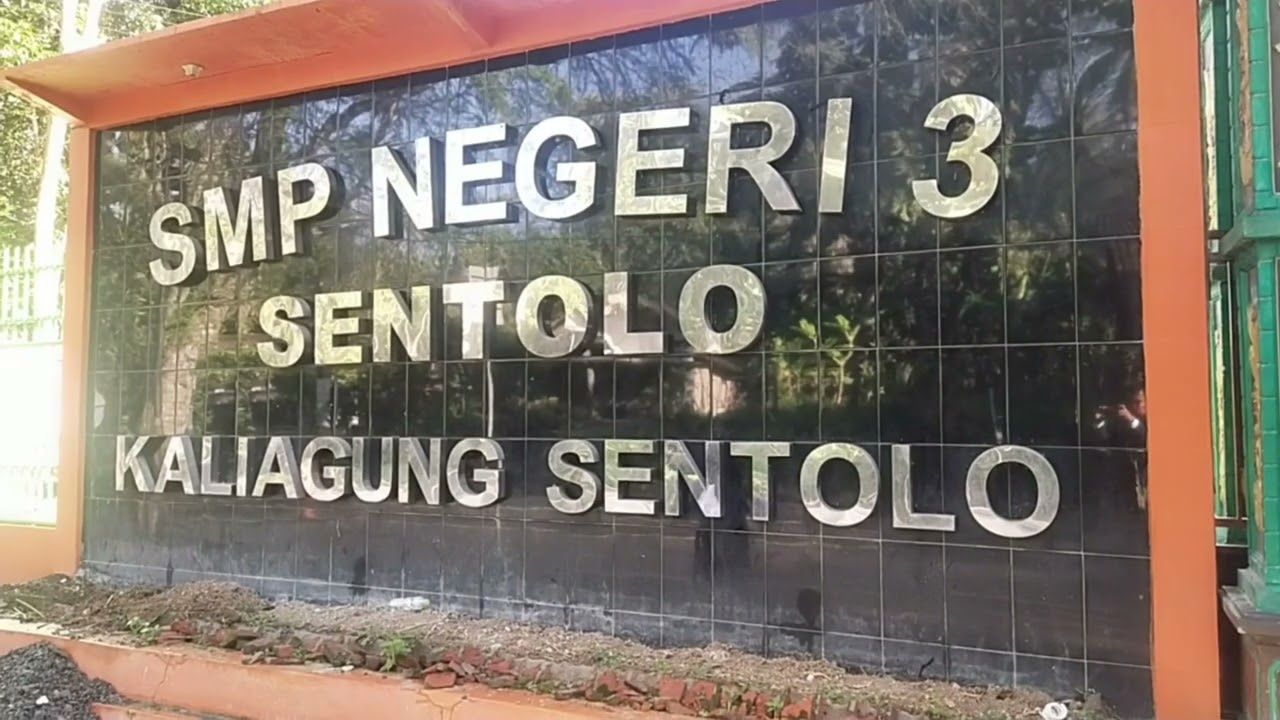 SMP NEGERI 3
SENTOLO
KALIAGUNG SENTOLO